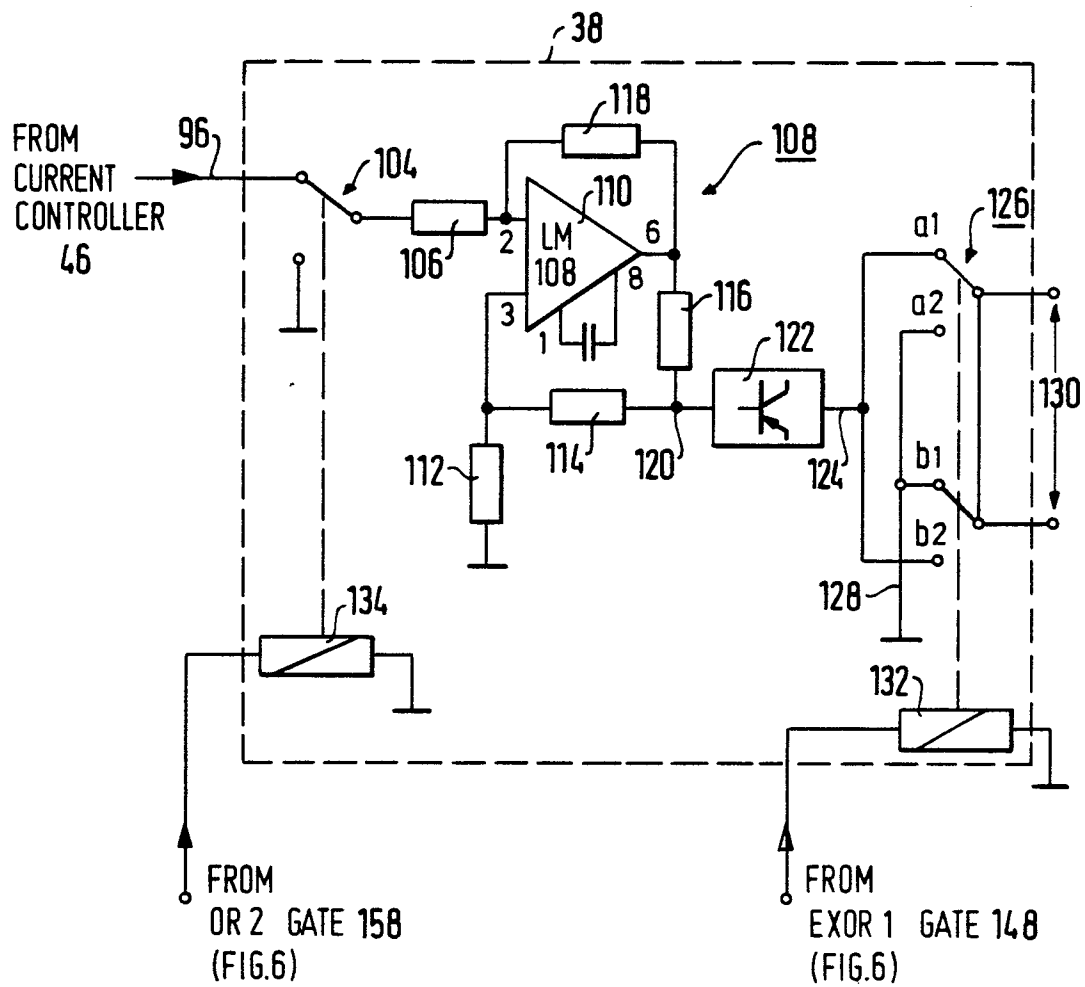 38
FROM
CURRENT
CONTROLLER
46
96
104
106
118
108
110
LM
108
2
3
6
8
1
116
122
112
114
120
124
a1
a2
b1
b2
126
128
130
134
132
FROM
OR 2 GATE 158
(FIG.6)
FROM
EXOR 1 GATE 148
(FIG.6)